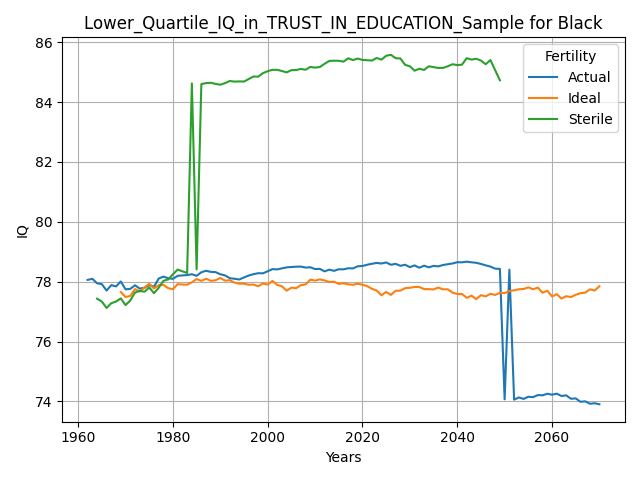 Lower_Quartile_IQ_in_TRUST_IN_EDUCATION_Sample for Black
Fertility
Actual
Ideal
Sterile
IQ
86
84
82
80
78
76
74
1960
1980
2000
2020
2040
2060
Years